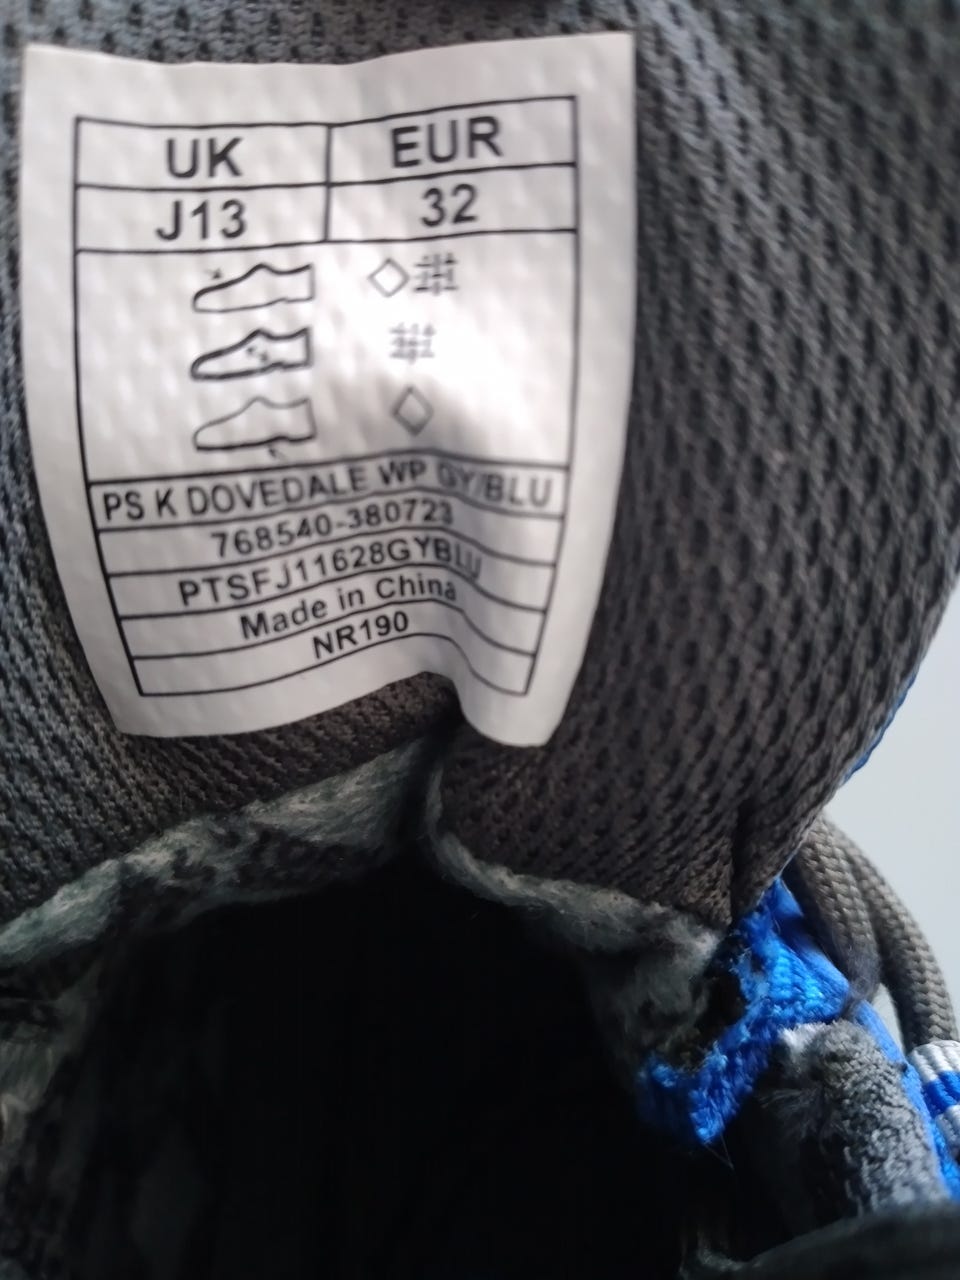 UK EUR
J13 32
PS K DOVEDALE WP GY/BLU
768540-380723
PTSFJ11628GYBLU
Made in China
NR190